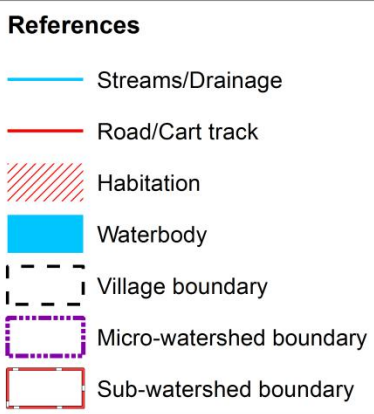 References
Streams/Drainage
Road/Cart track
Habitation
Waterbody
Village boundary
Micro-watershed boundary
Sub-watershed boundary